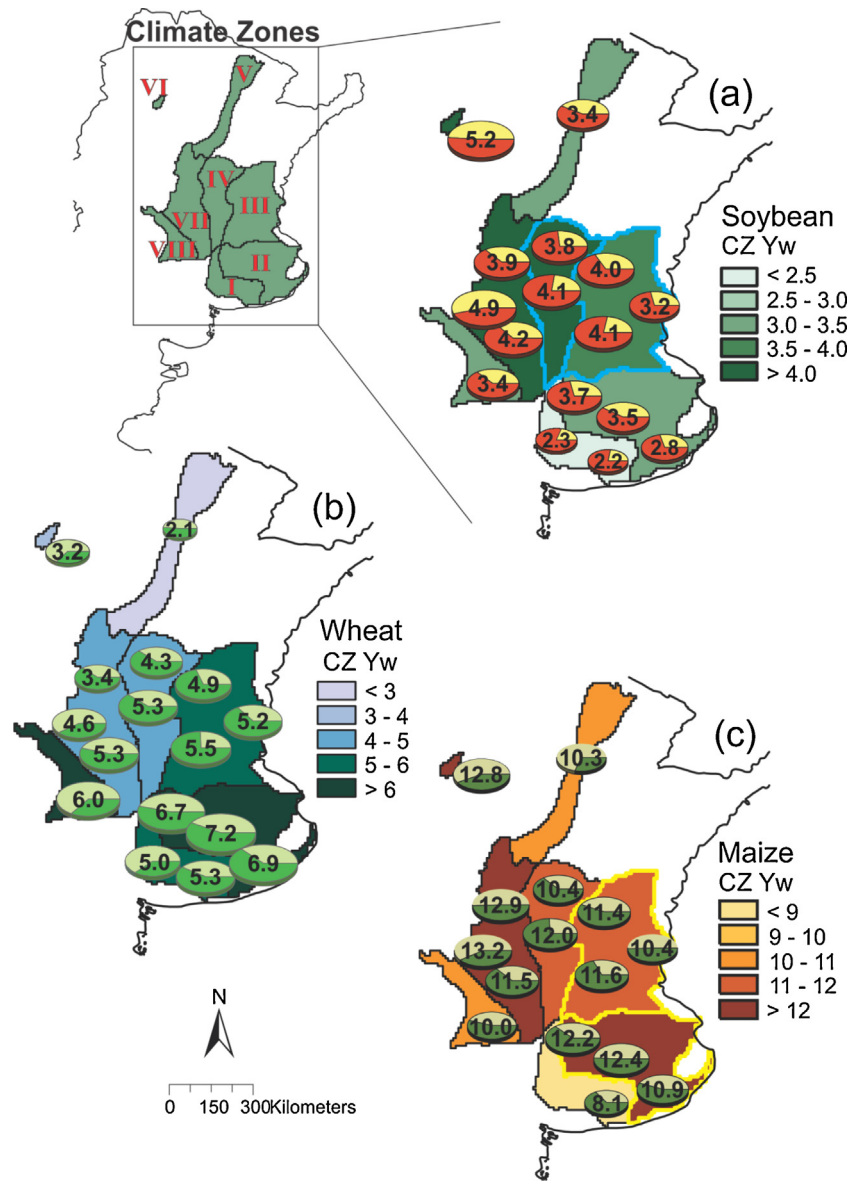 Climate Zones
V
VI
IV
III
VII
VIII
II
I
(a)
3.4
5.2
3.8
3.9
4.0
4.1
4.9
3.2
4.2
4.1
3.4
3.7
3.5
2.3
2.2
2.8
Soybean
CZ Yw
< 2.5
2.5 - 3.0
3.0 - 3.5
3.5 - 4.0
> 4.0
(b)
2.1
3.2
4.3
3.4
4.9
5.3
4.6
5.2
5.3
5.5
6.0
6.7
7.2
5.0
5.3
6.9
Wheat
CZ Yw
< 3
3 - 4
4 - 5
5 - 6
> 6
(c)
10.3
12.8
10.4
12.9
11.4
12.0
13.2
10.4
11.5
11.6
10.0
12.2
12.4
10.9
8.1
Maize
CZ Yw
< 9
9 - 10
10 - 11
11 - 12
> 12
N
0 150 300Kilometers